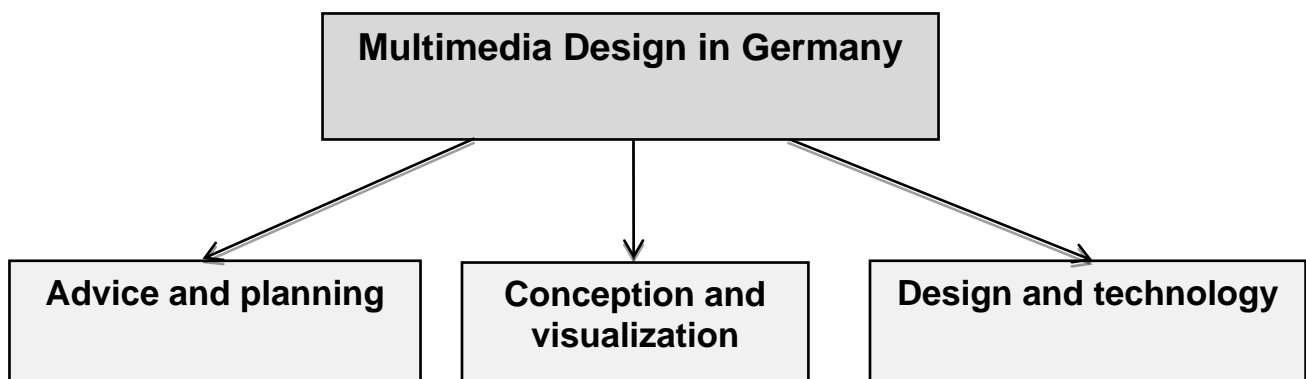 Multimedia Design in Germany
Advice and planning
Conception and
visualization
Design and technology